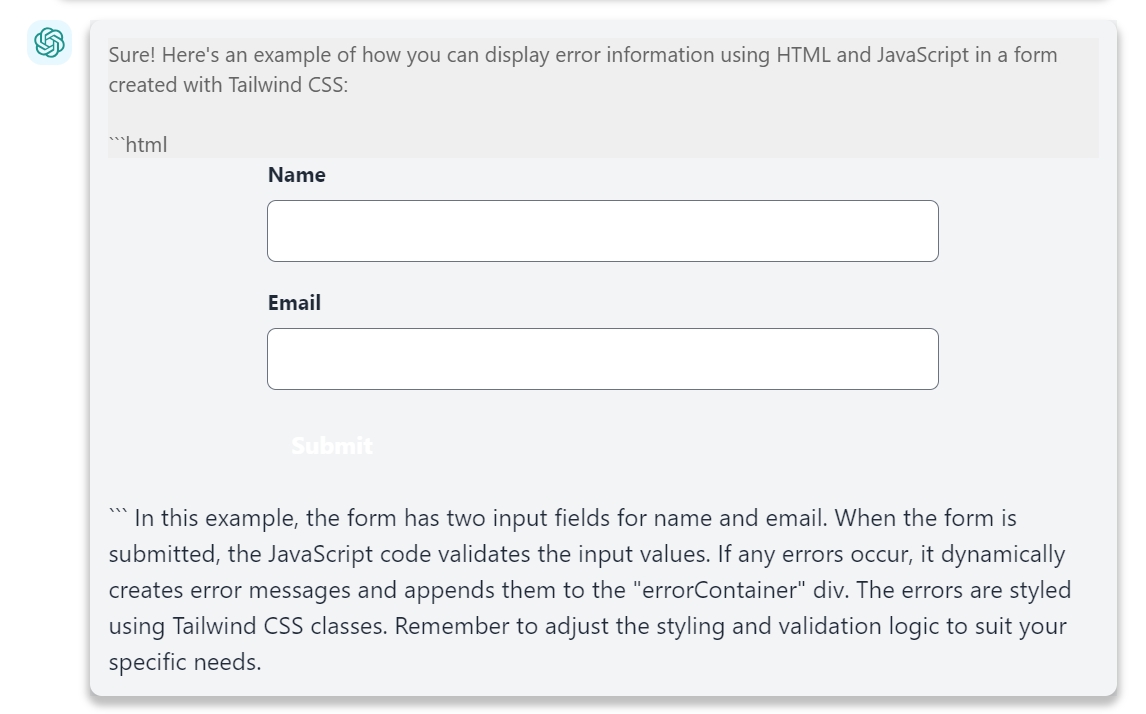 Sure! Here's an example of how you can display error information using HTML and JavaScript in a form
created with Tailwind CSS:
```html
Name
Email
Submit
``` In this example, the form has two input fields for name and email. When the form is
submitted, the JavaScript code validates the input values. If any errors occur, it dynamically
creates error messages and appends them to the "errorContainer" div. The errors are styled
using Tailwind CSS classes. Remember to adjust the styling and validation logic to suit your
specific needs.